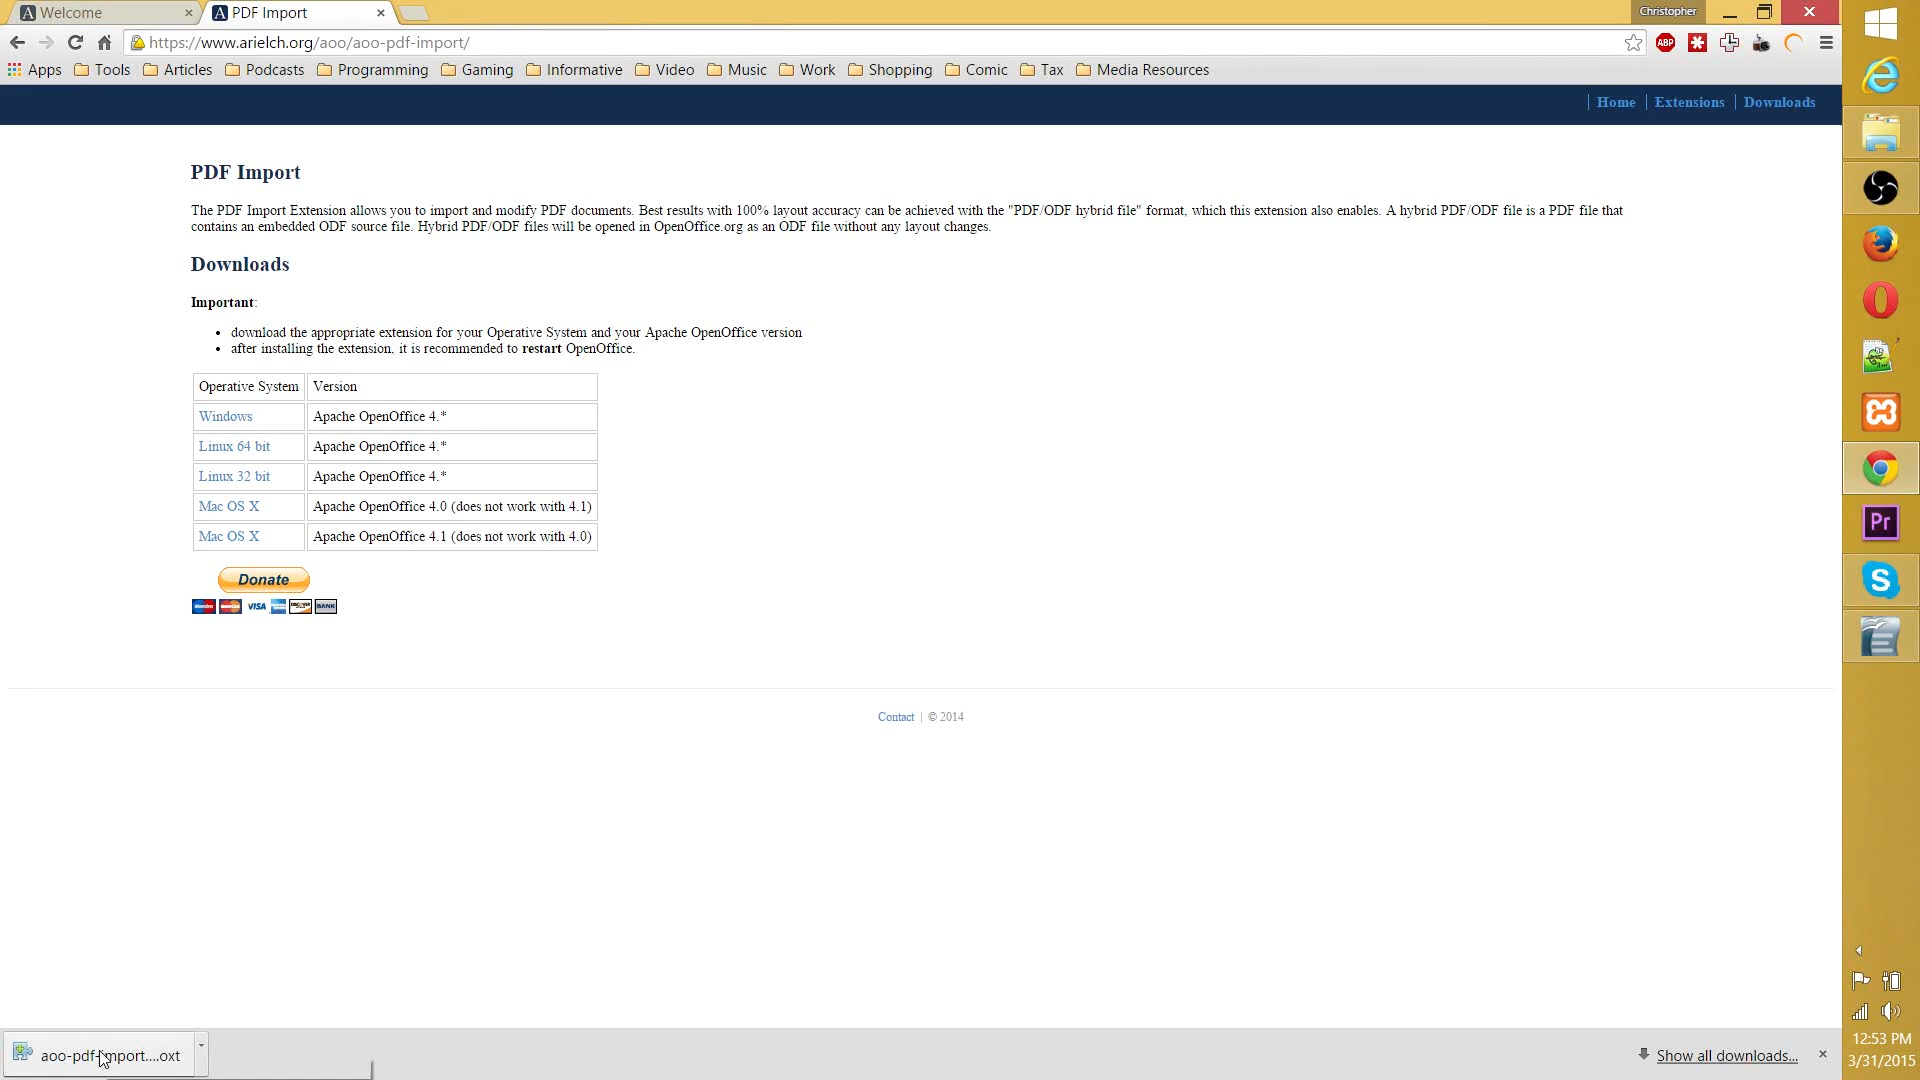 Welcome
PDF Import
Christopher
https://www.arielch.org/aoo/aoo-pdf-import/
ABP
Apps Tools Articles Podcasts Programming Gaming Informative Video Music Work Shopping Comic Tax Media Resources
Home | Extensions | Downloads
PDF Import
The PDF Import Extension allows you to import and modify PDF documents. Best results with 100% layout accuracy can be achieved with the "PDF/ODF hybrid file" format, which this extension also enables. A hybrid PDF/ODF file is a PDF file that
contains an embedded ODF source file. Hybrid PDF/ODF files will be opened in OpenOffice.org as an ODF file without any layout changes.
Downloads
Important:
• download the appropriate extension for your Operative System and your Apache OpenOffice version
• after installing the extension, it is recommended to restart OpenOffice.
Operative System Version
Windows Apache OpenOffice 4.*
Linux 64 bit Apache OpenOffice 4.*
Linux 32 bit Apache OpenOffice 4.*
Mac OS X Apache OpenOffice 4.0 (does not work with 4.1)
Mac OS X Apache OpenOffice 4.1 (does not work with 4.0)
Donate
VISA BANK
Pr
Contact | © 2014
aoo-pdf-import....oxt
Show all downloads...
12:53 PM
3/31/2015